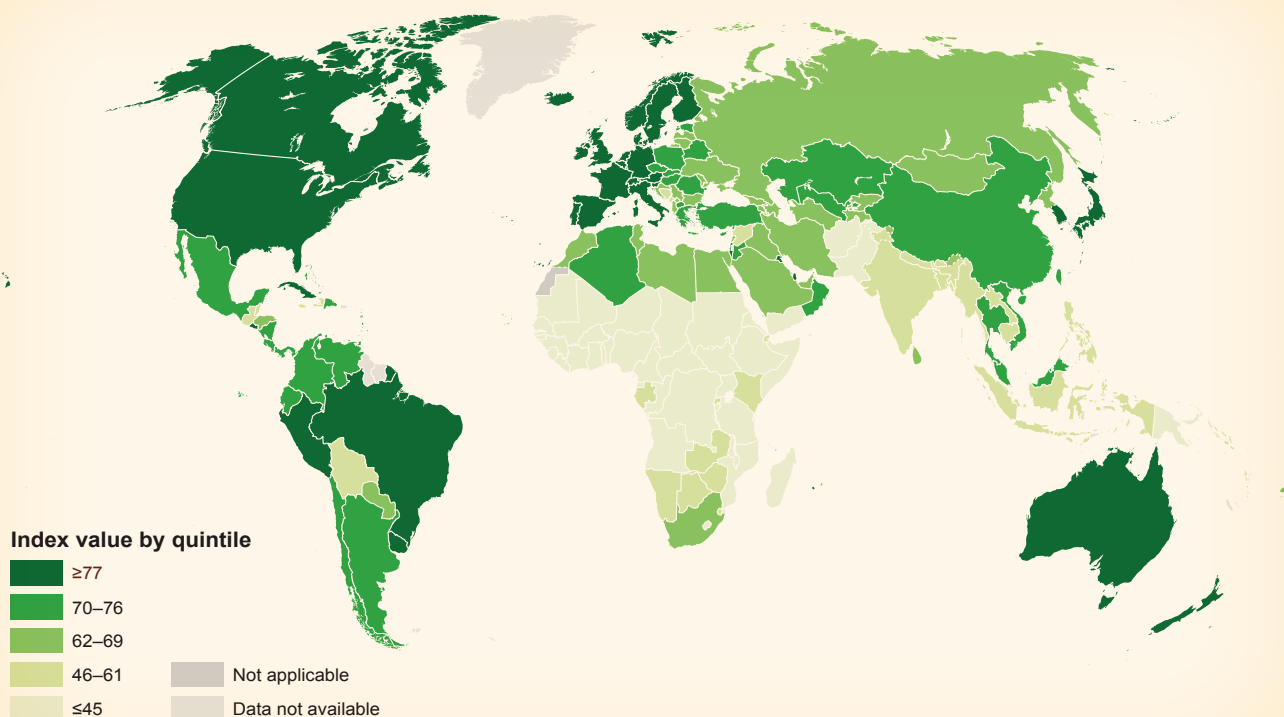 Index value by quintile
≥77
70–76
62–69
46–61
≤45
Not applicable
Data not available